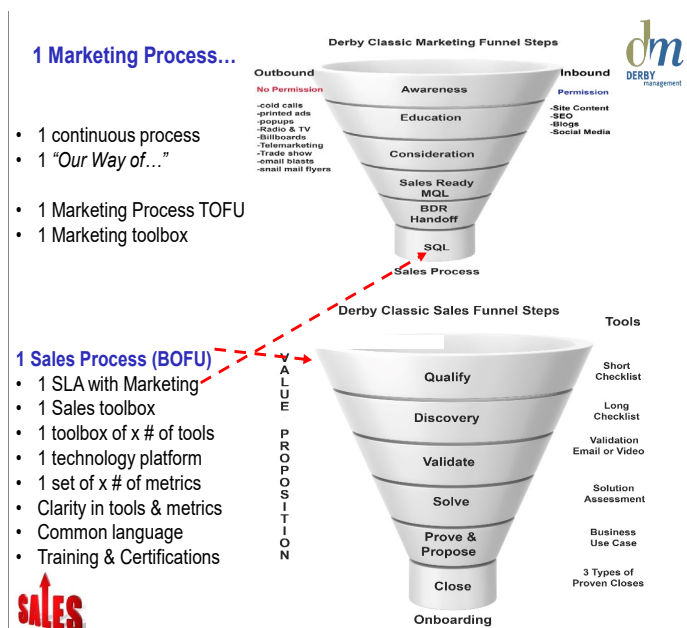 1 Marketing Process…
• 1 continuous process
• 1 “Our Way of…”
• 1 Marketing Process TOFU
• 1 Marketing toolbox
Derby Classic Marketing Funnel Steps
Outbound
No Permission
-cold calls
-printed ads
-popups
-Radio & TV
-Billboards
-Telemarketing
-Trade show
-email blasts
-snail mail flyers
Awareness
Education
Consideration
Sales Ready
MQL
BDR
Handoff
SQL
Sales Process
Inbound
Permission
-Site Content
-SEO
-Blogs
-Social Media
dm
DERBY
management
1 Sales Process (BOFU)
• 1 SLA with Marketing
• 1 Sales toolbox
• 1 toolbox of x # of tools
• 1 technology platform
• 1 set of x # of metrics
• Clarity in tools & metrics
• Common language
• Training & Certifications
SALES
VALUE PROPOSITION
Derby Classic Sales Funnel Steps
Qualify
Discovery
Validate
Solve
Prove &
Propose
Close
Onboarding
Tools
Short
Checklist
Long
Checklist
Validation
Email or Video
Solution
Assessment
Business
Use Case
3 Types of
Proven Closes